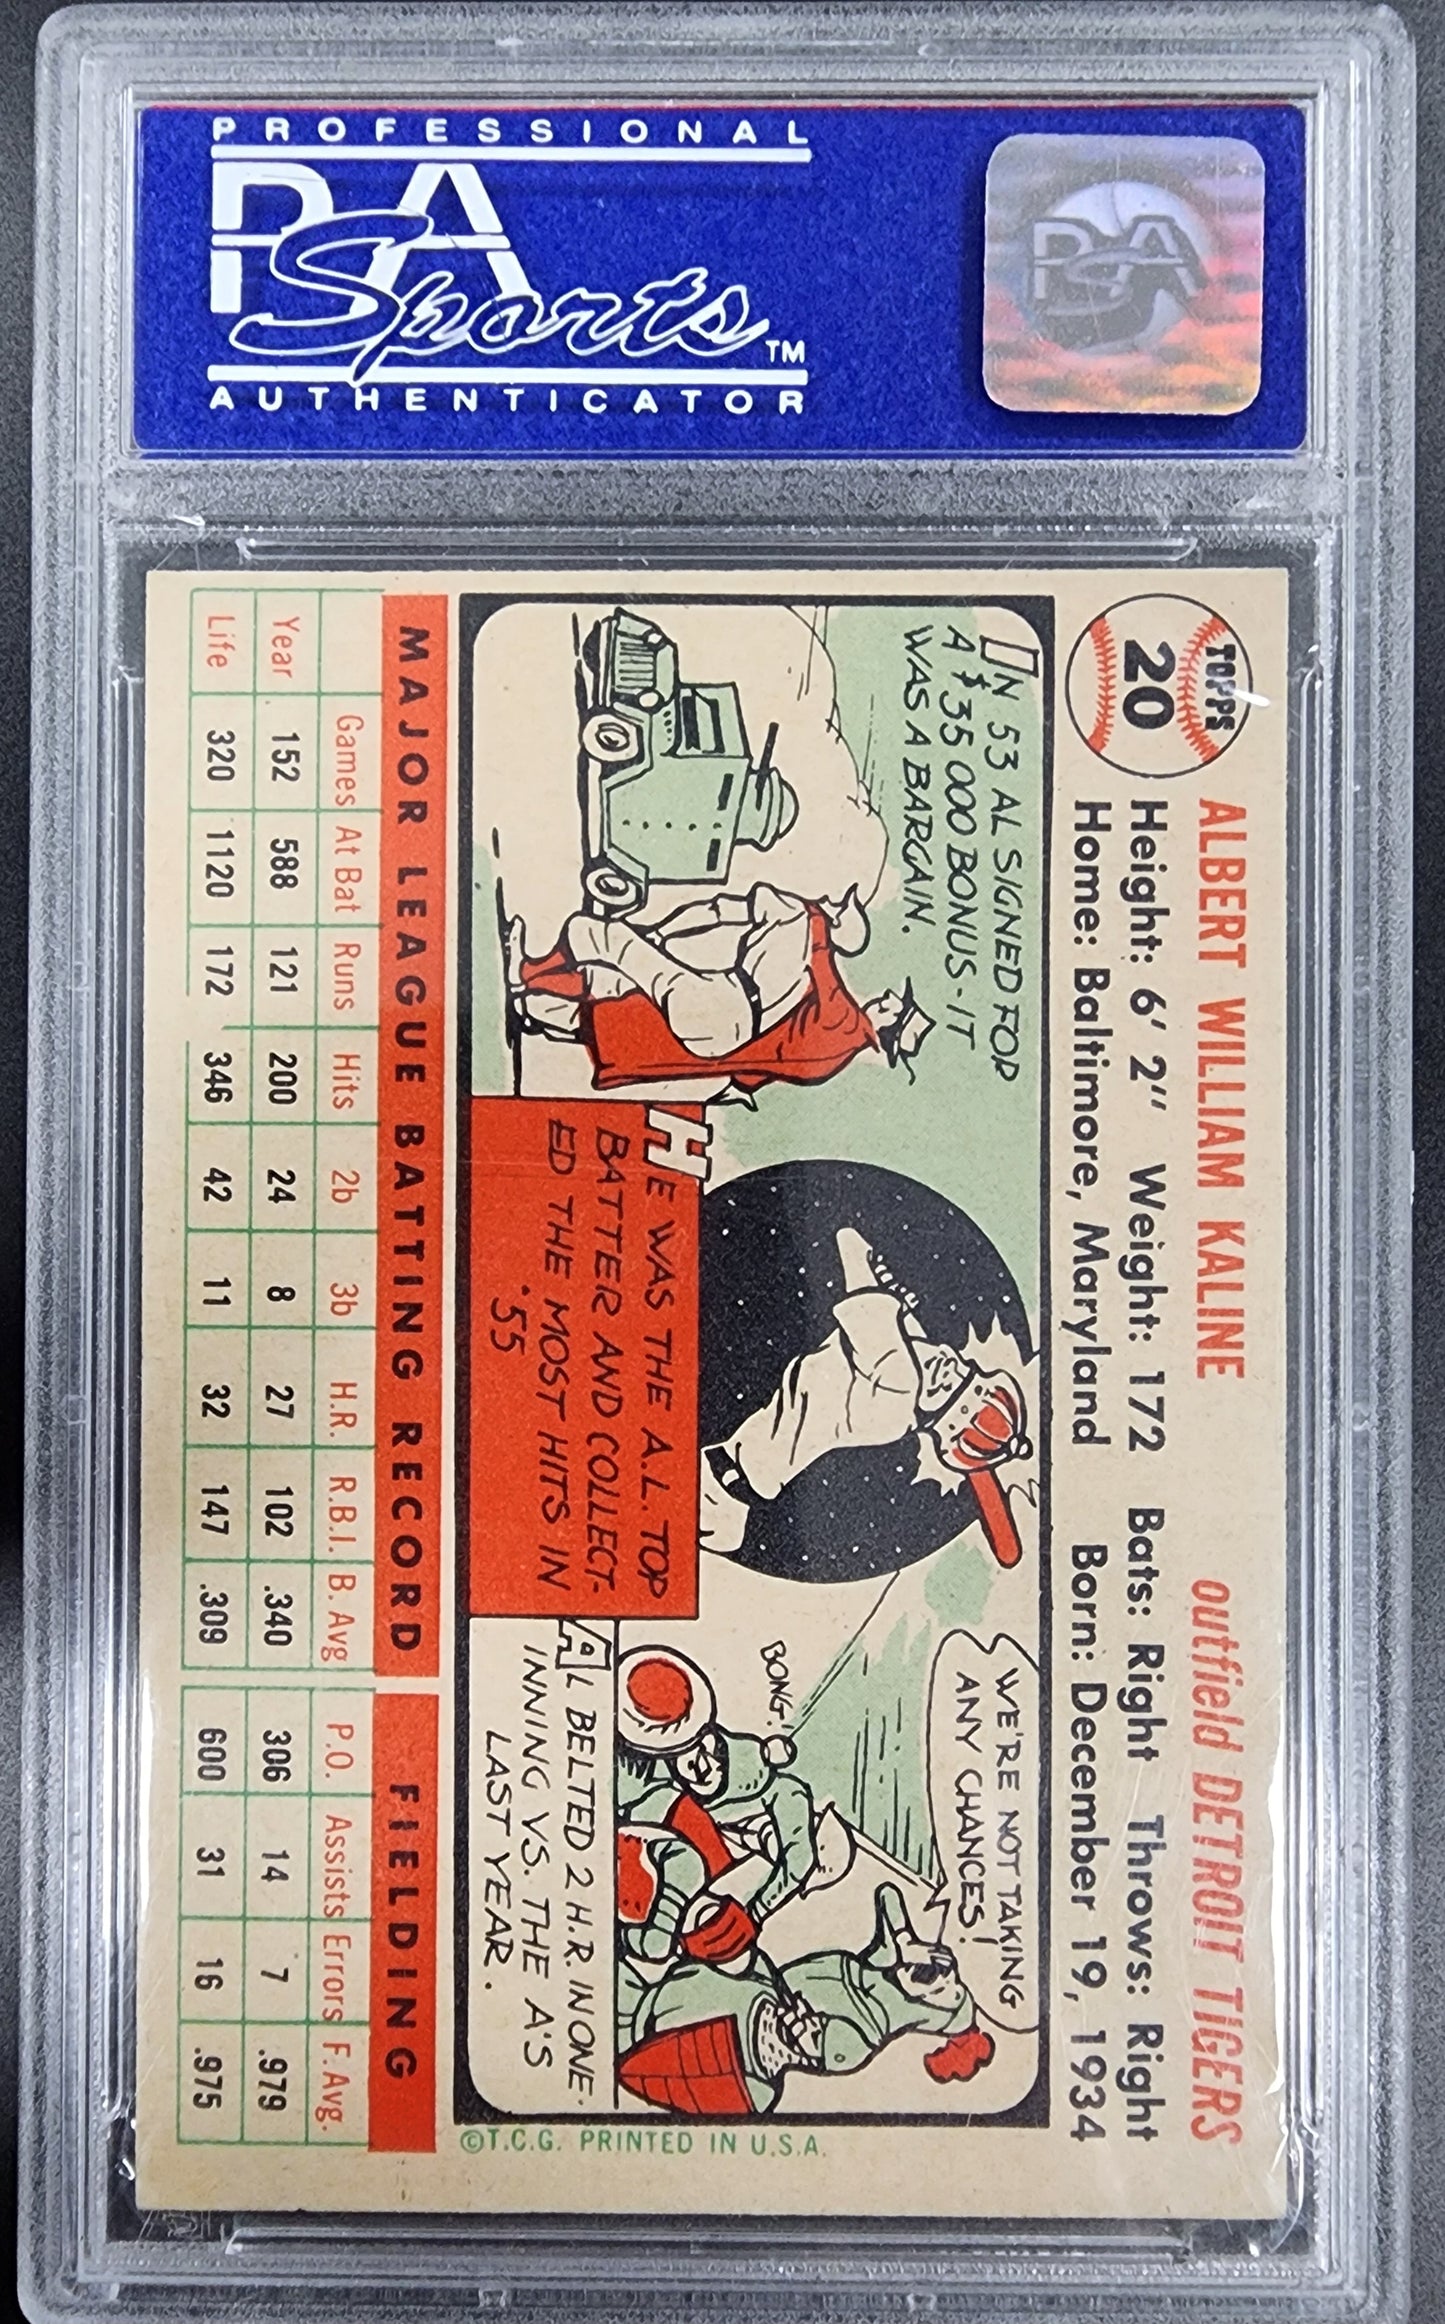 PROFESSIONAL
PSA
Sports™
AUTHENTICATOR
PSA
TOPPS
20
ALBERT WILLIAM KALINE outfield DETROIT TIGERS
Height: 6' 2" Weight: 172 Bats: Right Throws: Right
Home: Baltimore, Maryland Born: December 19, 1934
IN 53 AL SIGNED FOR
A $35000 BONUS-IT
WAS A BARGAIN.
HE WAS THE A.L. TOP
BATTER AND COLLECT-
ED THE MOST HITS IN
'55
WE'RE NOT TAKING
ANY CHANCES!
BONG!
AL BELTED 2 H.R. IN ONE
INNING VS. THE A'S
LAST YEAR.
©T.C.G. PRINTED IN U.S.A.
MAJOR LEAGUE BATTING RECORD FIELDING
Games At Bat Runs Hits 2b 3b H.R. R.B.I. B. Avg P.O. Assists Errors F. Avg.
Year 152 588 121 200 24 8 27 102 .340 306 14 7 .979
Life 320 1120 172 346 42 11 32 147 .309 600 31 16 .975